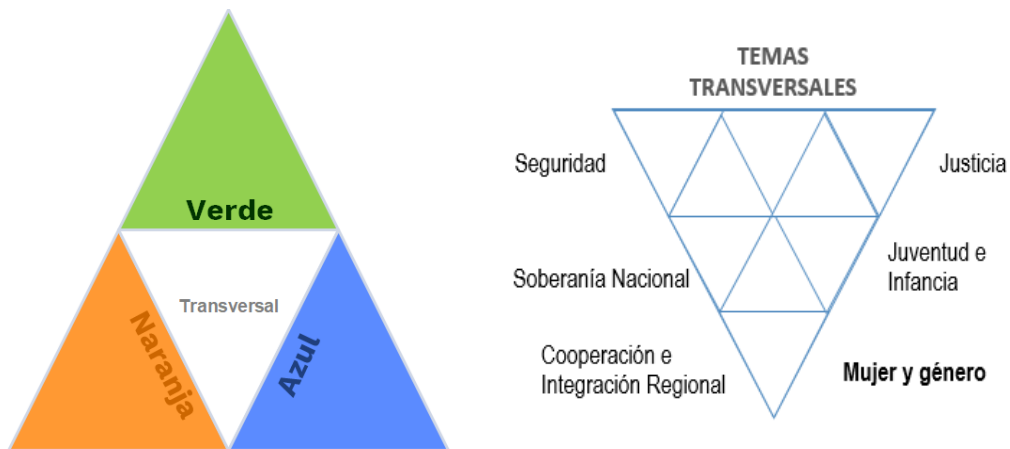 Verde
Transversal
Naranja
Azul
TEMAS
TRANSVERSALES
Seguridad
Justicia
Soberanía Nacional
Juventud e
Infancia
Cooperación e
Integración Regional
Mujer y género